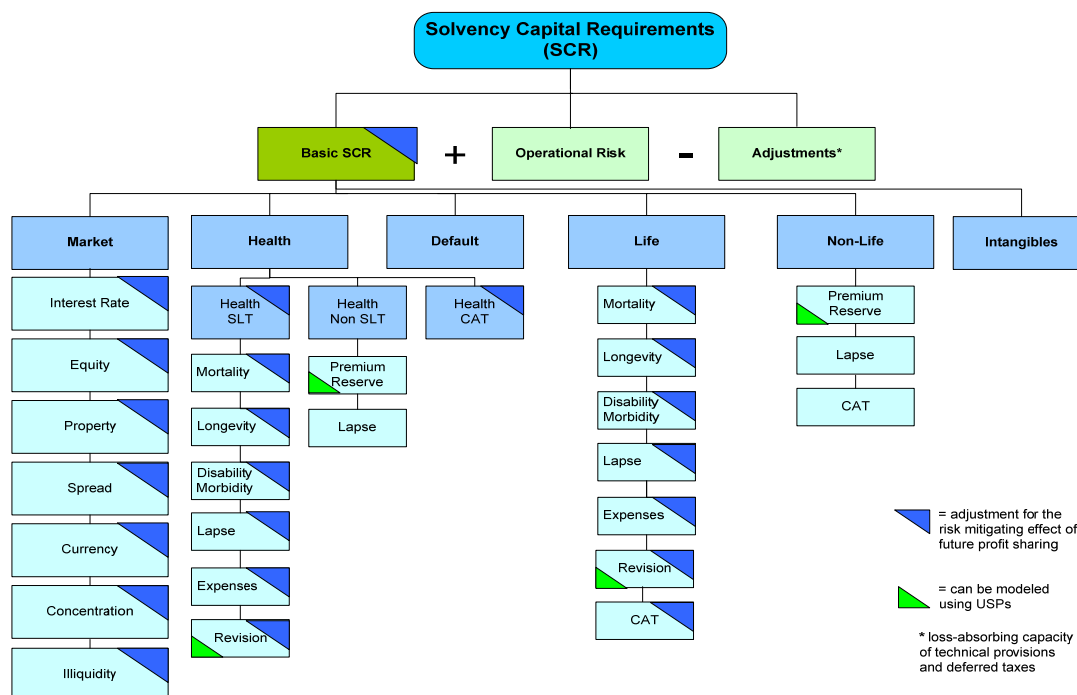 Solvency Capital Requirements
(SCR)
Basic SCR
+
Operational Risk
-
Adjustments*
Market
Health
Default
Life
Non-Life
Intangibles
Interest Rate
Equity
Property
Spread
Currency
Concentration
Illiquidity
Health
SLT
Mortality
Longevity
Disability
Morbidity
Lapse
Expenses
Revision
Health
Non SLT
Premium
Reserve
Lapse
Health
CAT
Mortality
Longevity
Disability
Morbidity
Lapse
Expenses
Revision
CAT
Premium
Reserve
Lapse
CAT
= adjustment for the
risk mitigating effect of
future profit sharing
= can be modeled
using USPs
* loss-absorbing capacity
of technical provisions
and deferred taxes